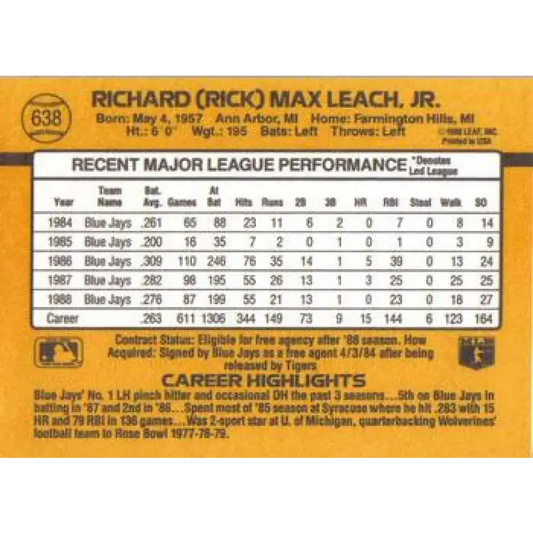 638
RICHARD (RICK) MAX LEACH, JR.
Born: May 4, 1957 Ann Arbor, MI Home: Farmington Hills, MI
Ht.: 6'0" Wgt.: 195 Bats: Left Throws: Left
© 1988 LEAF, INC.
Printed in USA
RECENT MAJOR LEAGUE PERFORMANCE *Denotes Led League
Year Team Name Bat. Avg. Games At Bat Hits Runs 2B 3B HR RBI Steal Walk SO
1984 Blue Jays .261 65 88 23 11 6 2 0 7 0 8 14
1985 Blue Jays .200 16 35 7 2 0 1 0 1 0 3 9
1986 Blue Jays .309 110 246 76 35 14 1 5 39 0 13 24
1987 Blue Jays .282 98 195 55 26 13 1 3 25 0 25 25
1988 Blue Jays .276 87 199 55 21 13 1 0 23 0 18 27
Career .263 611 1306 344 149 73 9 15 144 6 123 164
Contract Status: Eligible for free agency after '88 season. How
Acquired: Signed by Blue Jays as a free agent 4/3/84 after being
released by Tigers
CAREER HIGHLIGHTS
Blue Jays' No. 1 LH pinch hitter and occasional DH the past 3 seasons...5th on Blue Jays in
batting in '87 and 2nd in '86...Spent most of '85 season at Syracuse where he hit .283 with 15
HR and 79 RBI in 136 games...Was 2-sport star at U. of Michigan, quarterbacking Wolverines'
football team to Rose Bowl 1977-78-79.